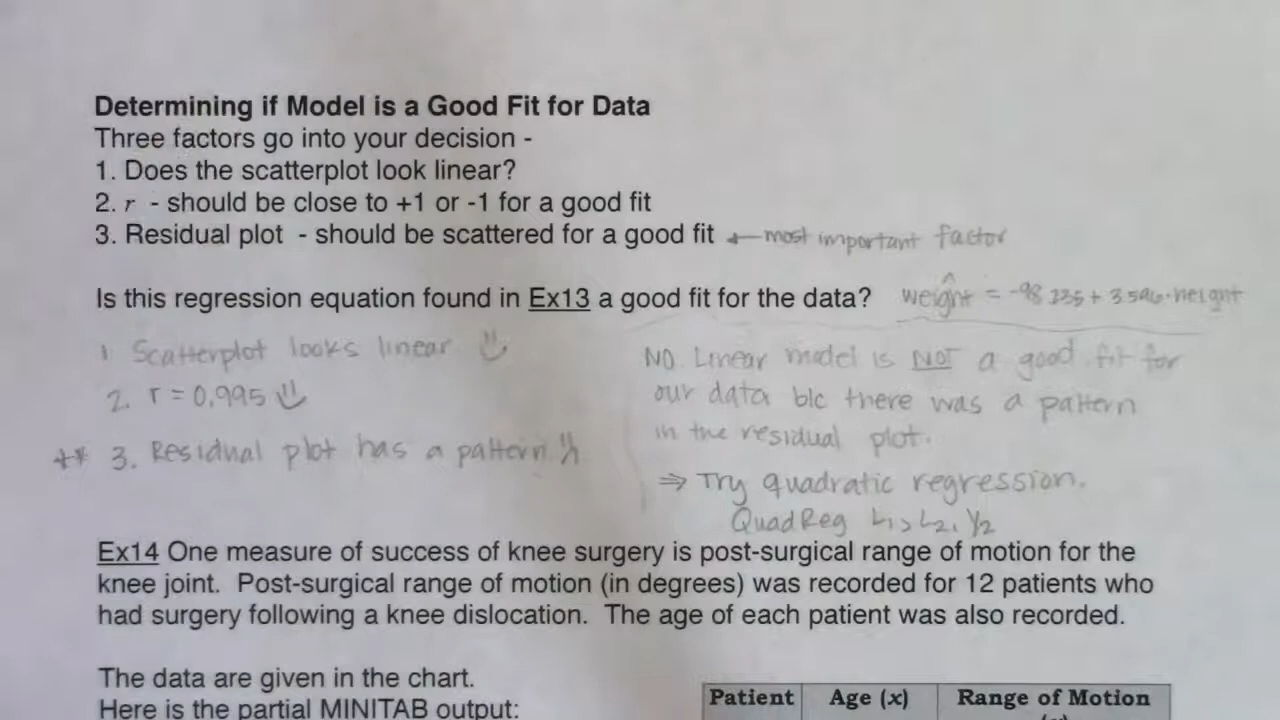 Determining if Model is a Good Fit for Data
Three factors go into your decision -
1. Does the scatterplot look linear?
2. r - should be close to +1 or -1 for a good fit
3. Residual plot - should be scattered for a good fit ← most important factor
Is this regression equation found in Ex13 a good fit for the data? weight^ = -98.235 + 3.596·height
1 Scatterplot looks linear
2. r = 0.995
** 3. Residual plot has a pattern
NO. Linear model is NOT a good fit for
our data b/c there was a pattern
in the residual plot.
⇒ Try quadratic regression.
QuadReg L1, L2, Y2
Ex14 One measure of success of knee surgery is post-surgical range of motion for the
knee joint. Post-surgical range of motion (in degrees) was recorded for 12 patients who
had surgery following a knee dislocation. The age of each patient was also recorded.
The data are given in the chart.
Here is the partial MINITAB output:
Patient Age (x) Range of Motion